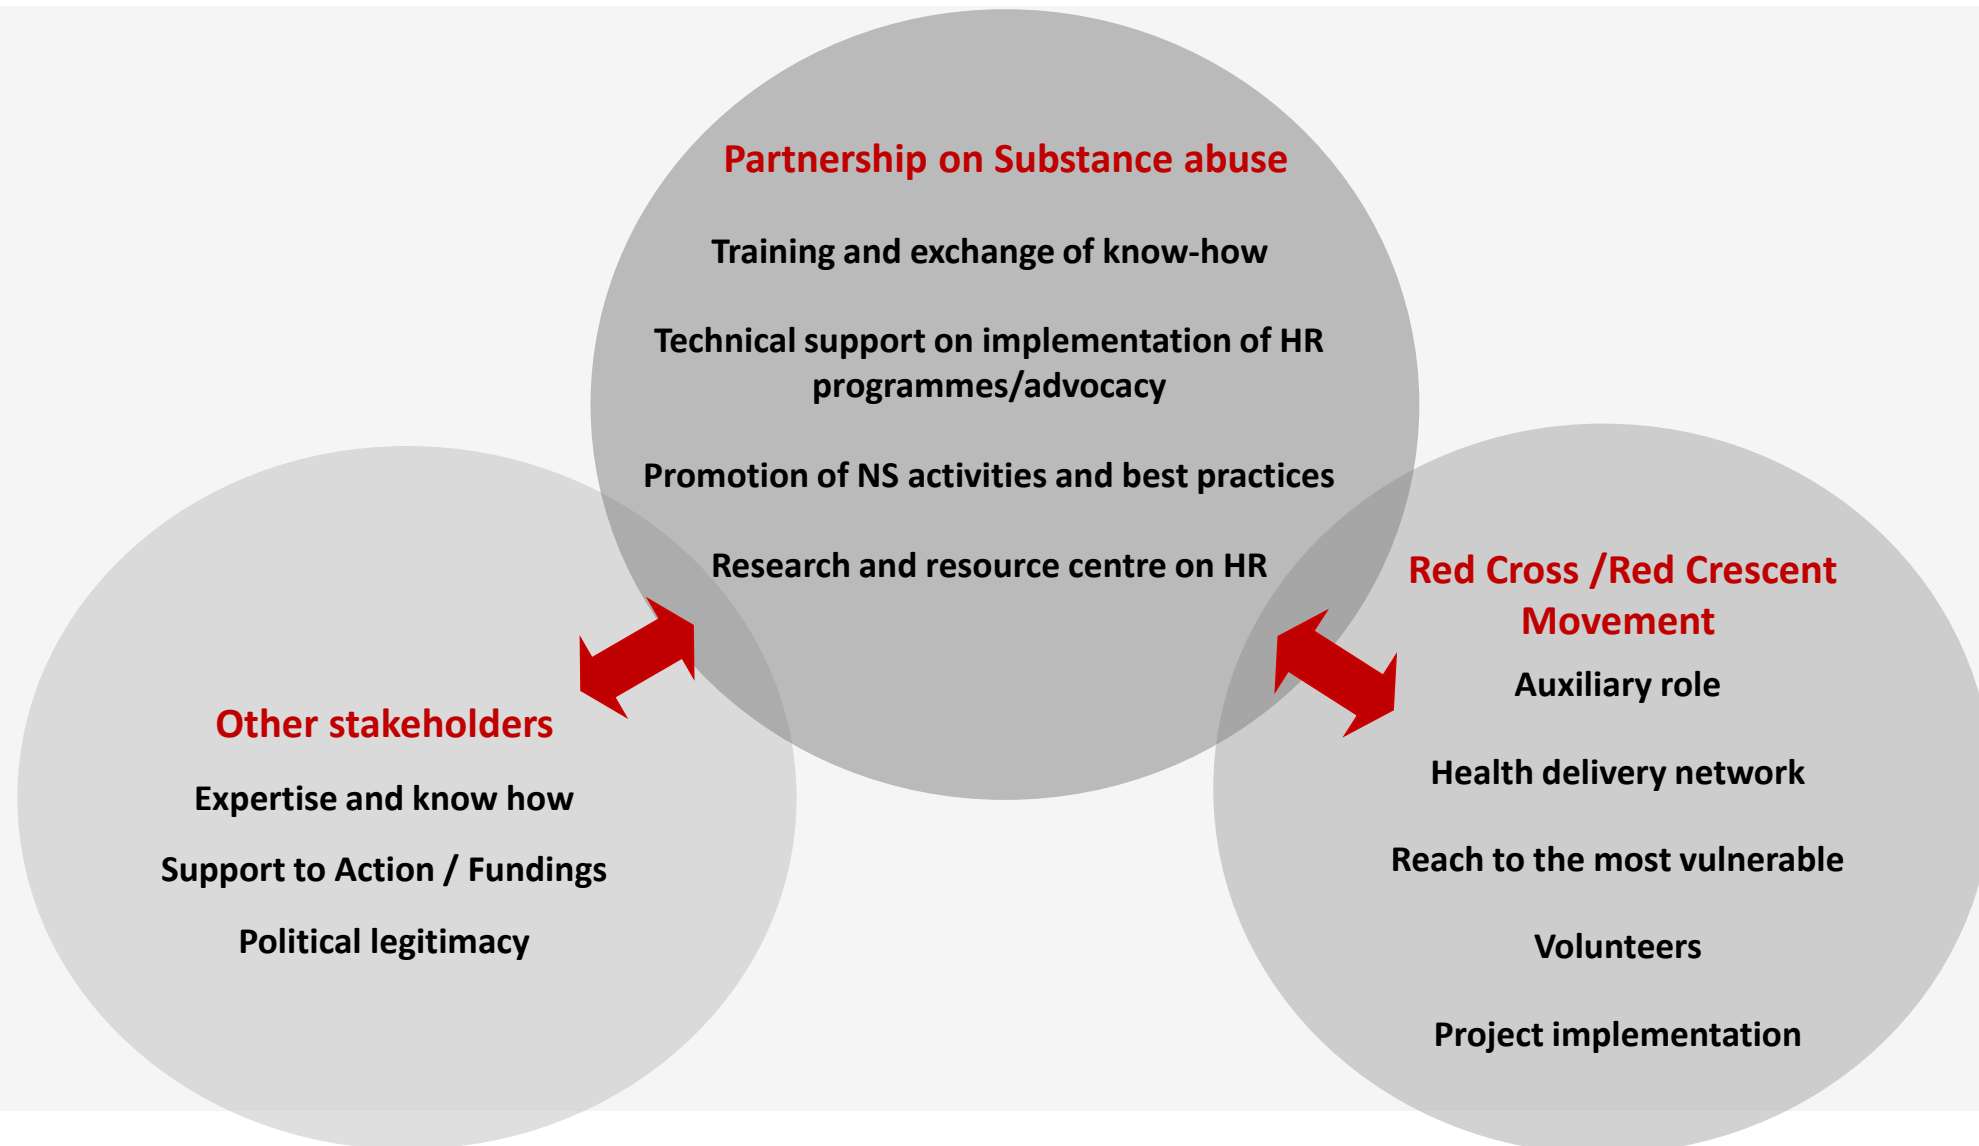 Partnership on Substance abuse
Training and exchange of know-how
Technical support on implementation of HR
programmes/advocacy
Promotion of NS activities and best practices
Research and resource centre on HR
Other stakeholders
Expertise and know how
Support to Action / Fundings
Political legitimacy
Red Cross /Red Crescent
Movement
Auxiliary role
Health delivery network
Reach to the most vulnerable
Volunteers
Project implementation